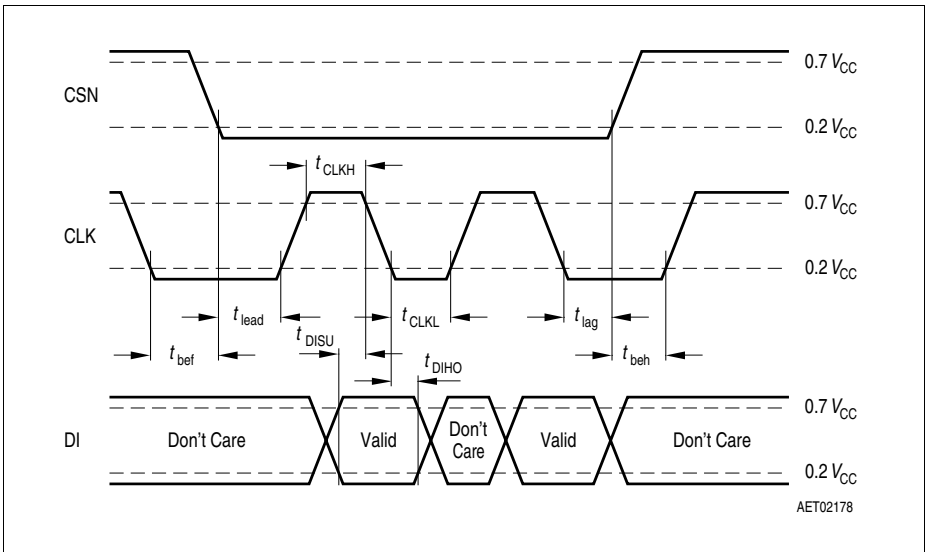 0.7 VCC
CSN
0.2 VCC
tCLKH
0.7 VCC
CLK
0.2 VCC
tlead
tCLKL
tlag
tDISU
tbef
tDIHO
tbeh
0.7 VCC
DI
Don't Care
Valid
Don't
Care
Valid
Don't Care
0.2 VCC
AET02178